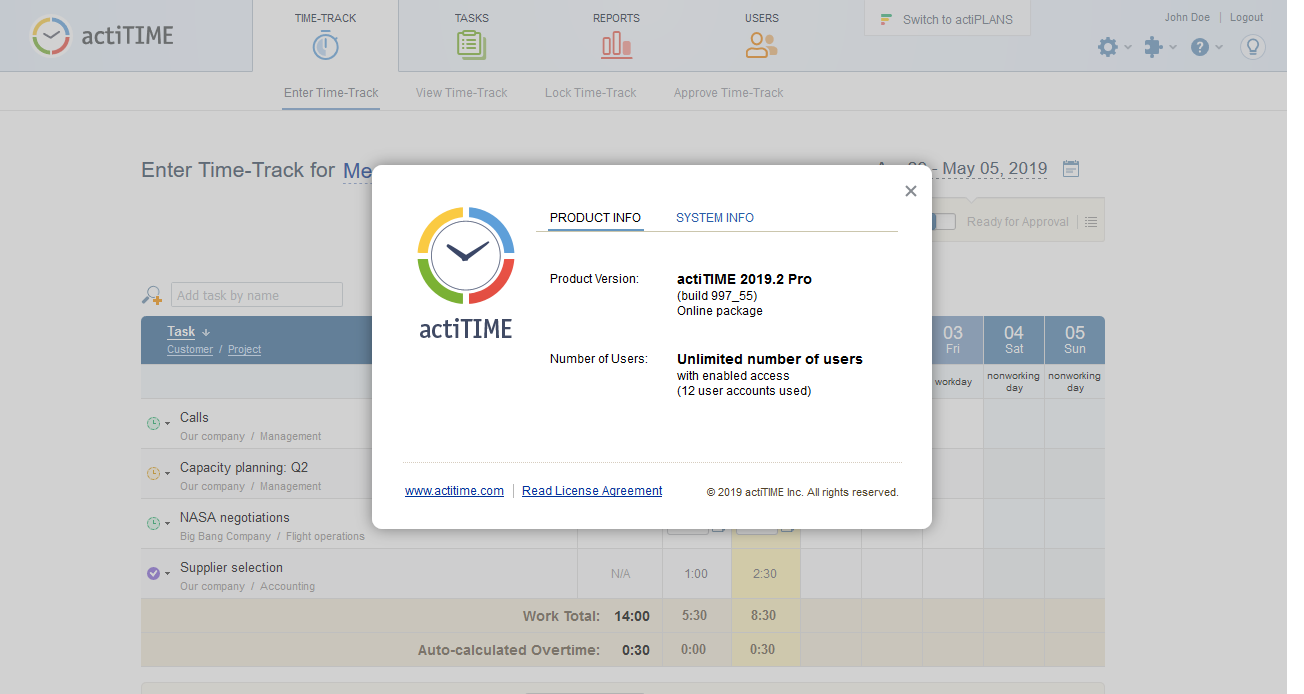 actiTIME
TIME-TRACK
TASKS
REPORTS
USERS
Switch to actiPLANS
John Doe | Logout
Enter Time-Track
View Time-Track
Lock Time-Track
Approve Time-Track
Enter Time-Track for Me
- May 05, 2019
Ready for Approval
PRODUCT INFO
SYSTEM INFO
Product Version:
actiTIME 2019.2 Pro
(build 997_55)
Online package
actiTIME
Number of Users:
Unlimited number of users
with enabled access
(12 user accounts used)
www.actitime.com | Read License Agreement
© 2019 actiTIME Inc. All rights reserved.
Add task by name
Task
Customer / Project
03 04 05
Fri Sat Sun
workday
nonworking day
nonworking day
Calls
Our company / Management
Capacity planning: Q2
Our company / Management
NASA negotiations
Big Bang Company / Flight operations
Supplier selection
Our company / Accounting
N/A 1:00 2:30
Work Total: 14:00 5:30 8:30
Auto-calculated Overtime: 0:30 0:00 0:30